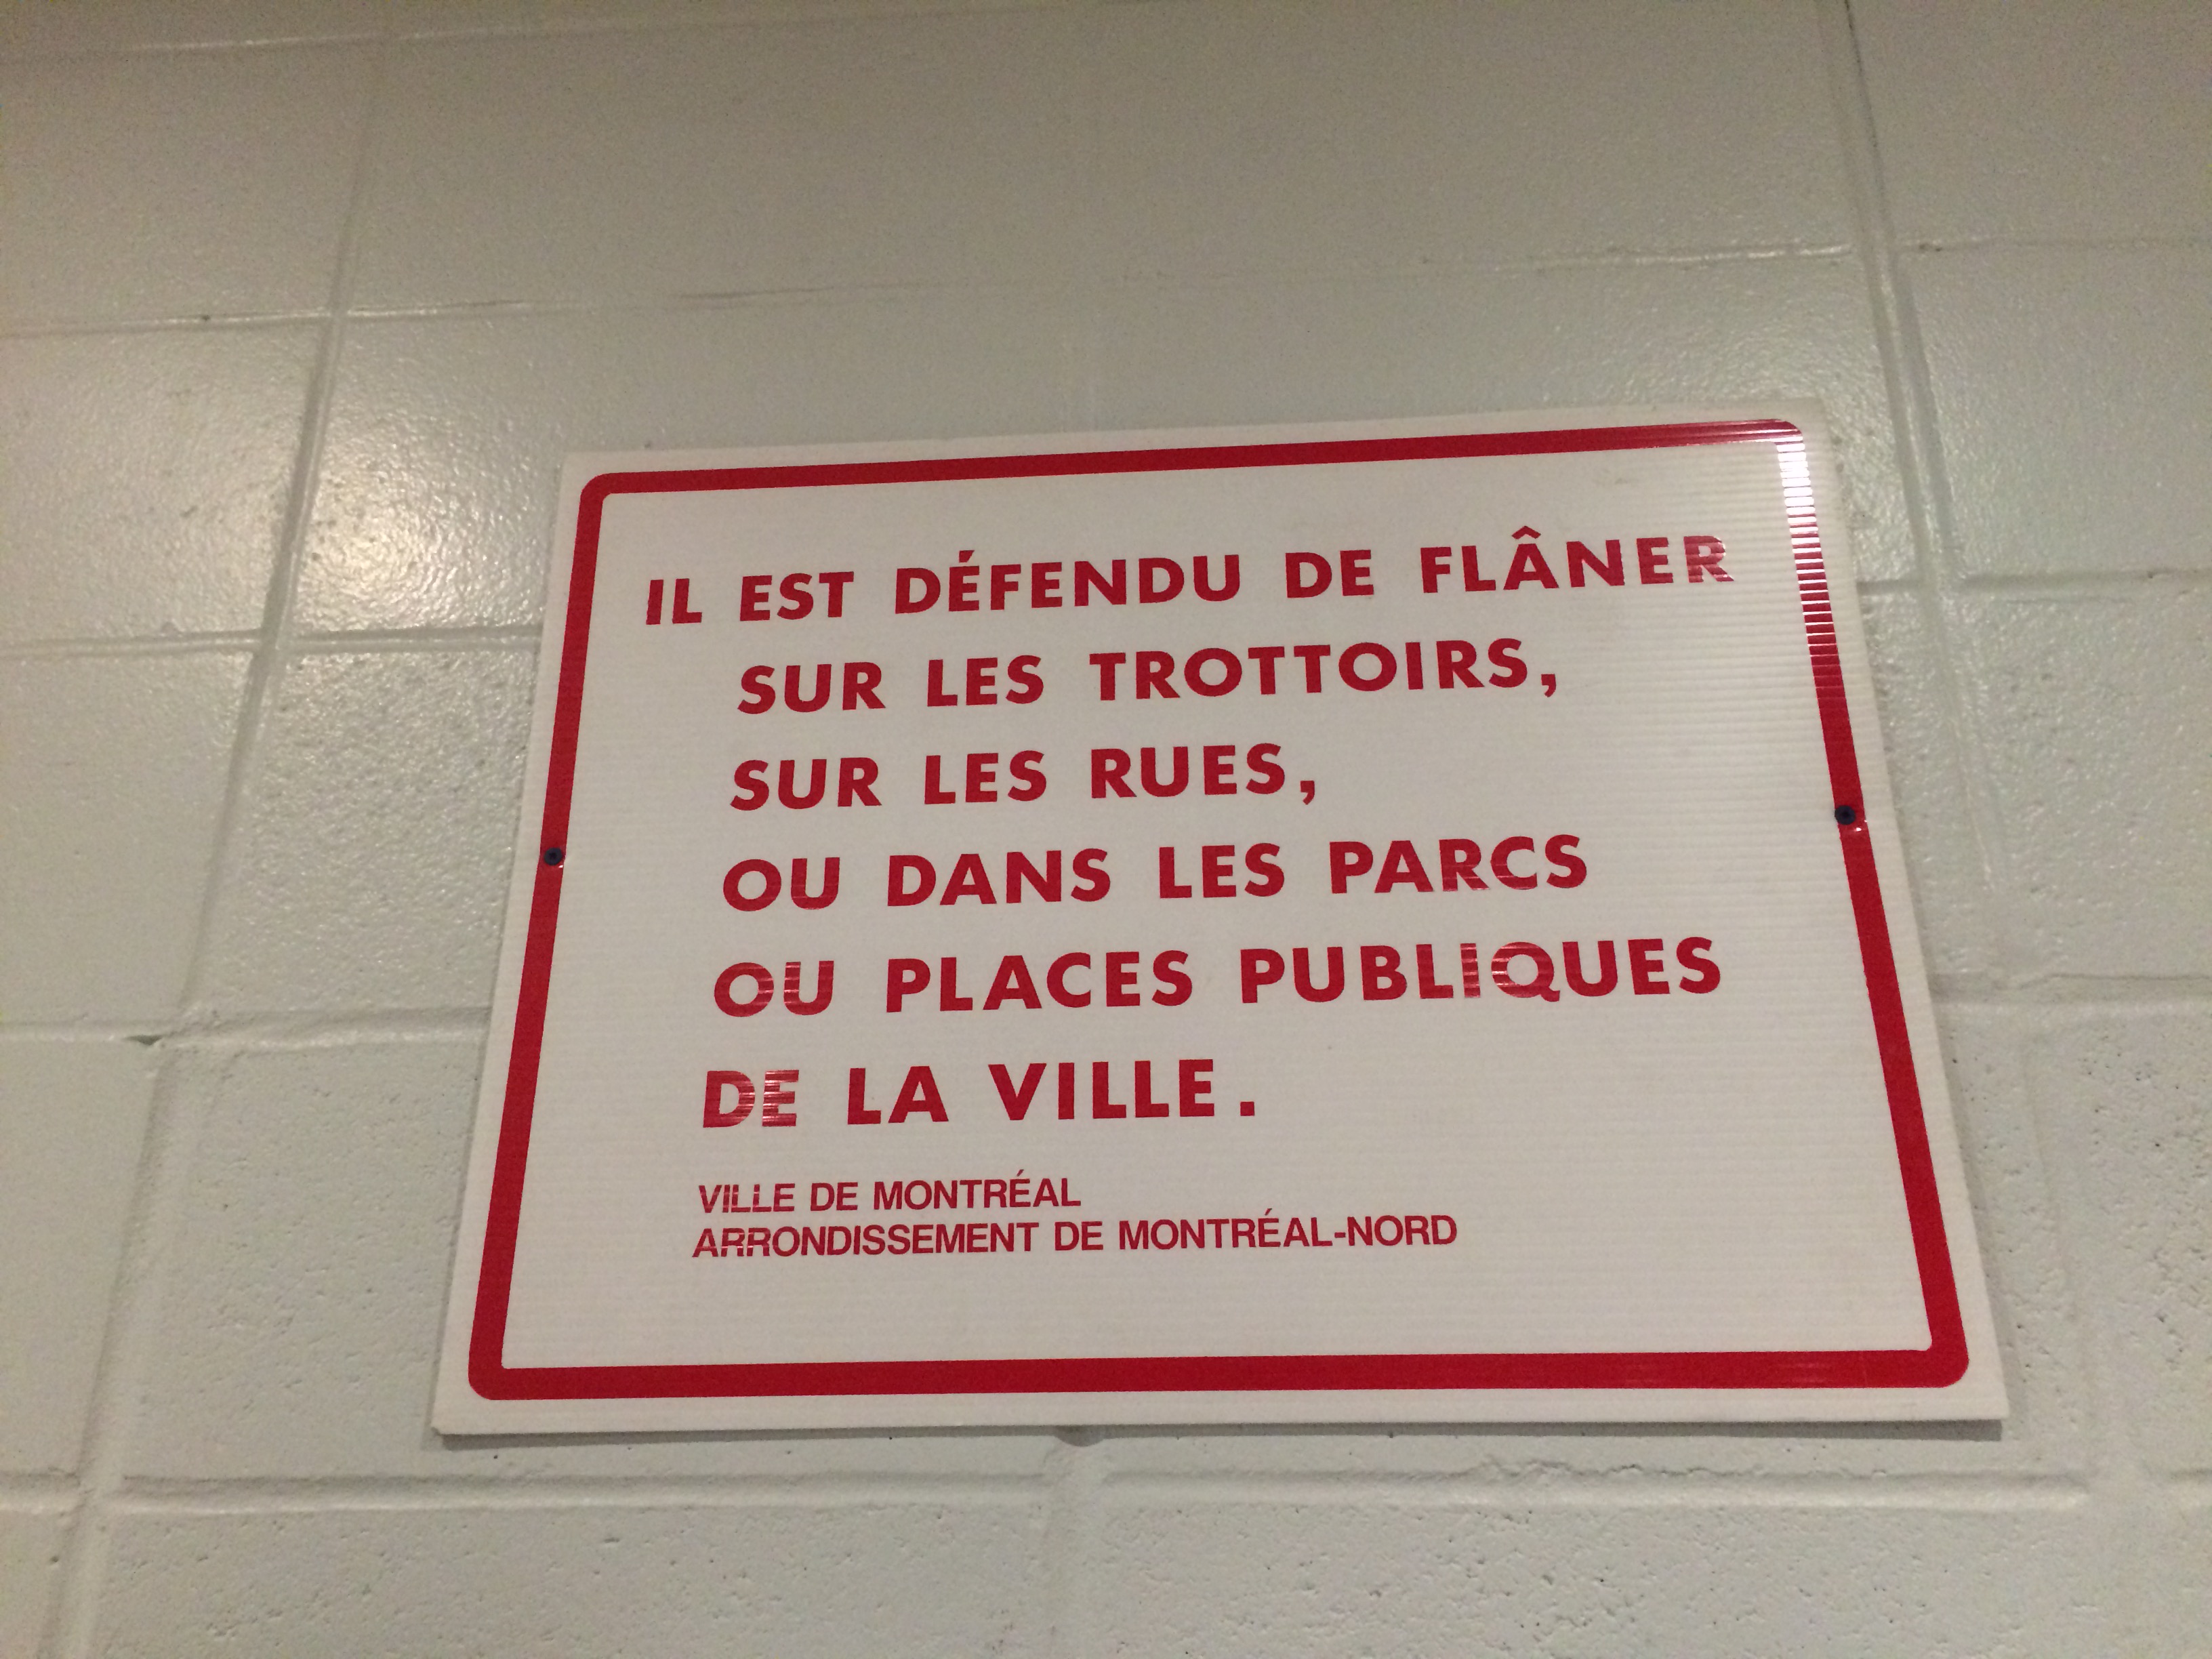 IL EST DÉFENDU DE FLÂNER
SUR LES TROTTOIRS,
SUR LES RUES,
OU DANS LES PARCS
OU PLACES PUBLIQUES
DE LA VILLE.
VILLE DE MONTRÉAL
ARRONDISSEMENT DE MONTRÉAL-NORD